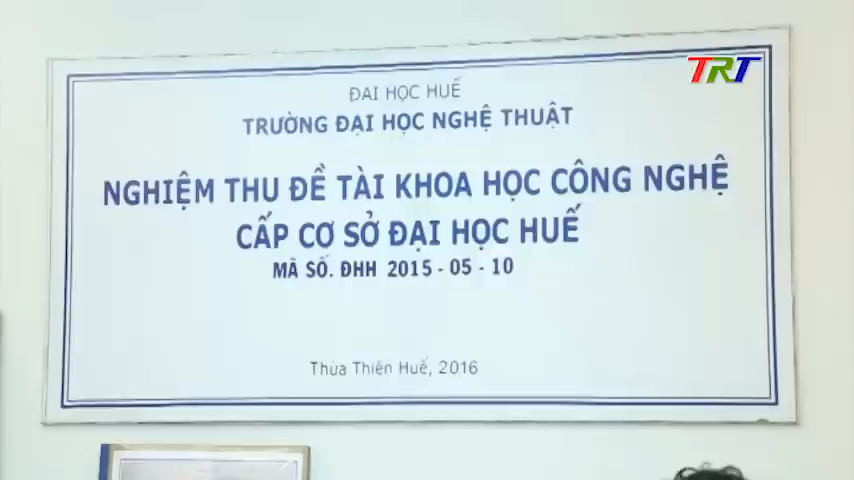 TRT
ĐẠI HỌC HUẾ
TRƯỜNG ĐẠI HỌC NGHỆ THUẬT
NGHIỆM THU ĐỀ TÀI KHOA HỌC CÔNG NGHỆ
CẤP CƠ SỞ ĐẠI HỌC HUẾ
MÃ SỐ. ĐHH 2015 - 05 - 10
Thừa Thiên Huế, 2016